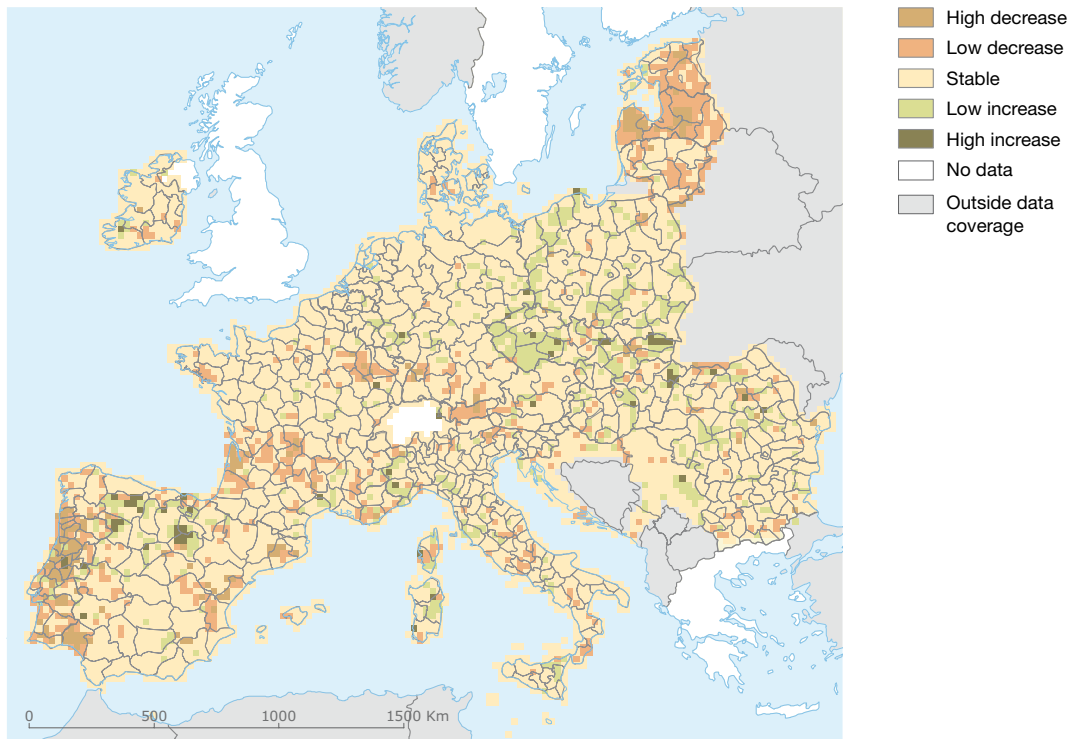 High decrease
Low decrease
Stable
Low increase
High increase
No data
Outside data
coverage
0 500 1000 1500 Km